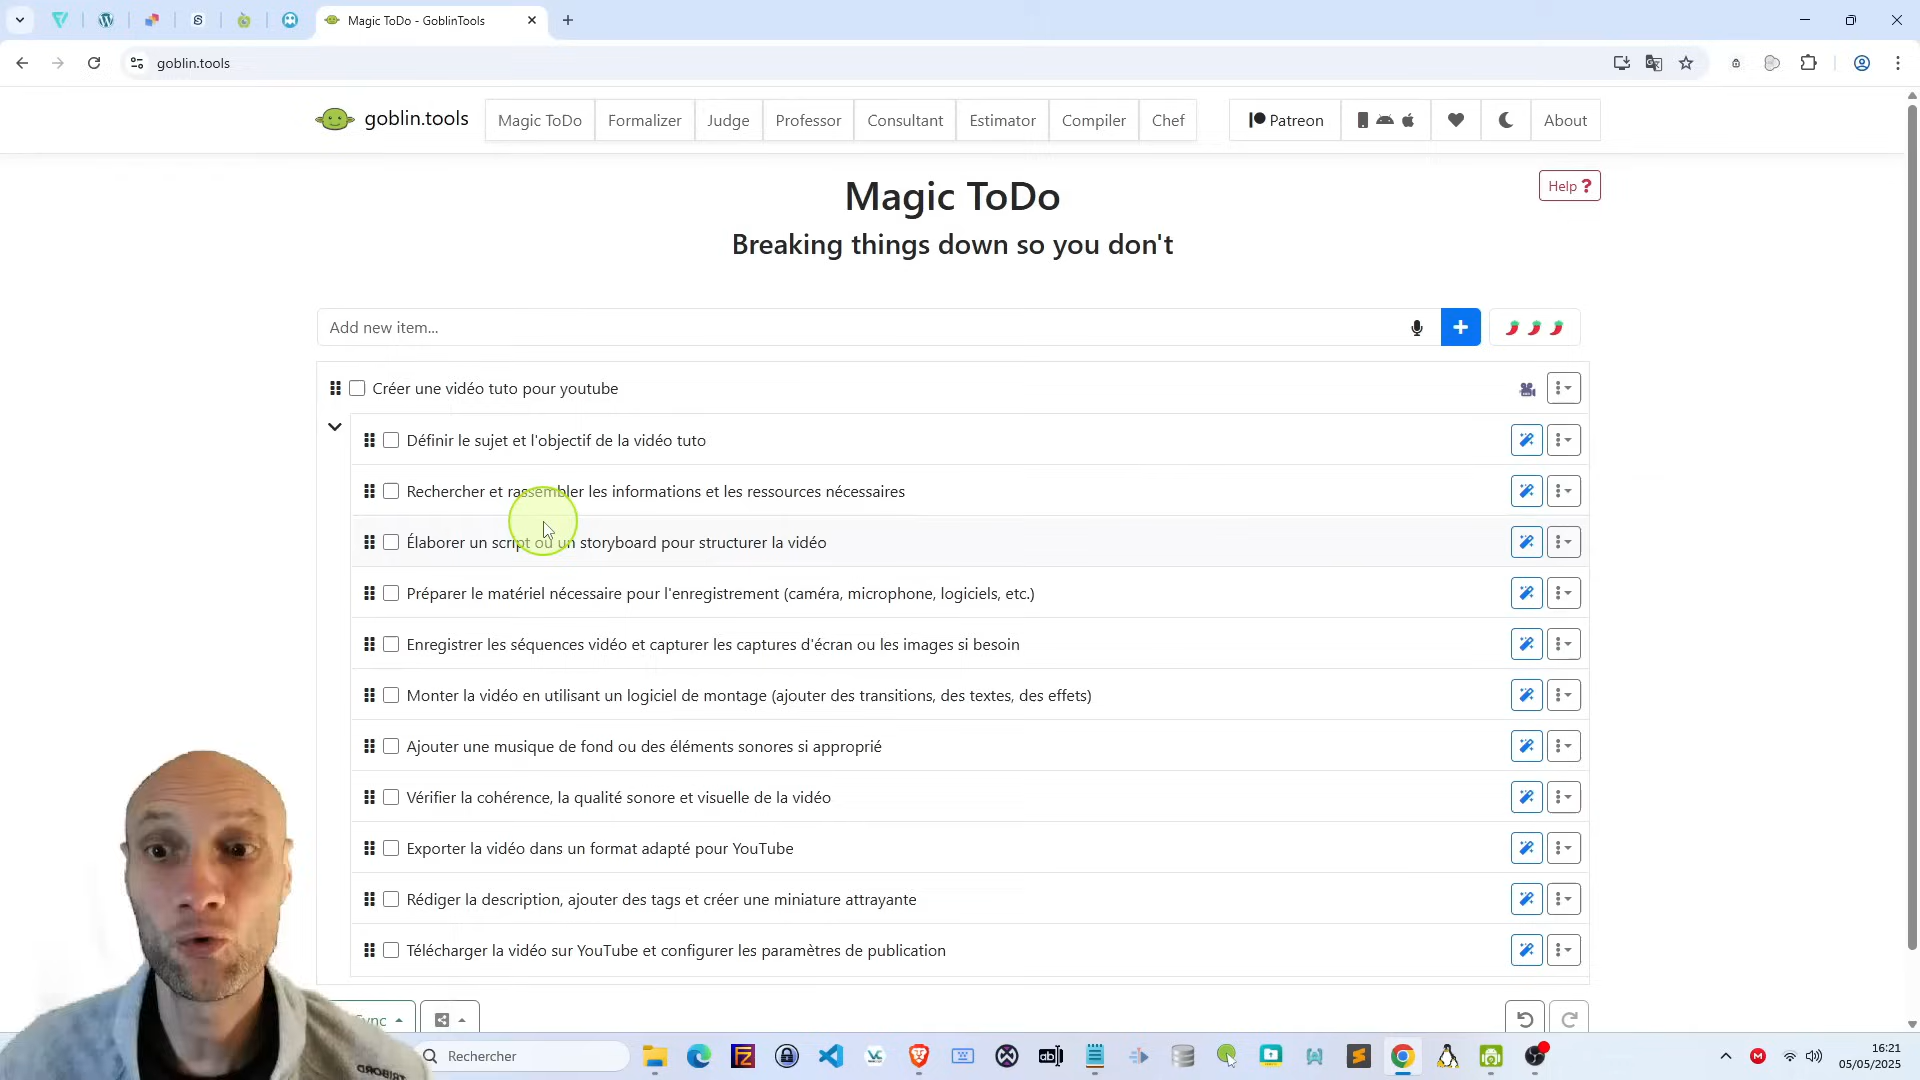 Magic ToDo - GoblinTools
goblin.tools
goblin.tools Magic ToDo Formalizer Judge Professor Consultant Estimator Compiler Chef Patreon About
Magic ToDo
Help ?
Breaking things down so you don't
Add new item...
Créer une vidéo tuto pour youtube
Définir le sujet et l'objectif de la vidéo tuto
Rechercher et rassembler les informations et les ressources nécessaires
Élaborer un script ou un storyboard pour structurer la vidéo
Préparer le matériel nécessaire pour l'enregistrement (caméra, microphone, logiciels, etc.)
Enregistrer les séquences vidéo et capturer les captures d'écran ou les images si besoin
Monter la vidéo en utilisant un logiciel de montage (ajouter des transitions, des textes, des effets)
Ajouter une musique de fond ou des éléments sonores si approprié
Vérifier la cohérence, la qualité sonore et visuelle de la vidéo
Exporter la vidéo dans un format adapté pour YouTube
Rédiger la description, ajouter des tags et créer une miniature attrayante
Télécharger la vidéo sur YouTube et configurer les paramètres de publication
Sync
Rechercher
16:21
05/05/2025